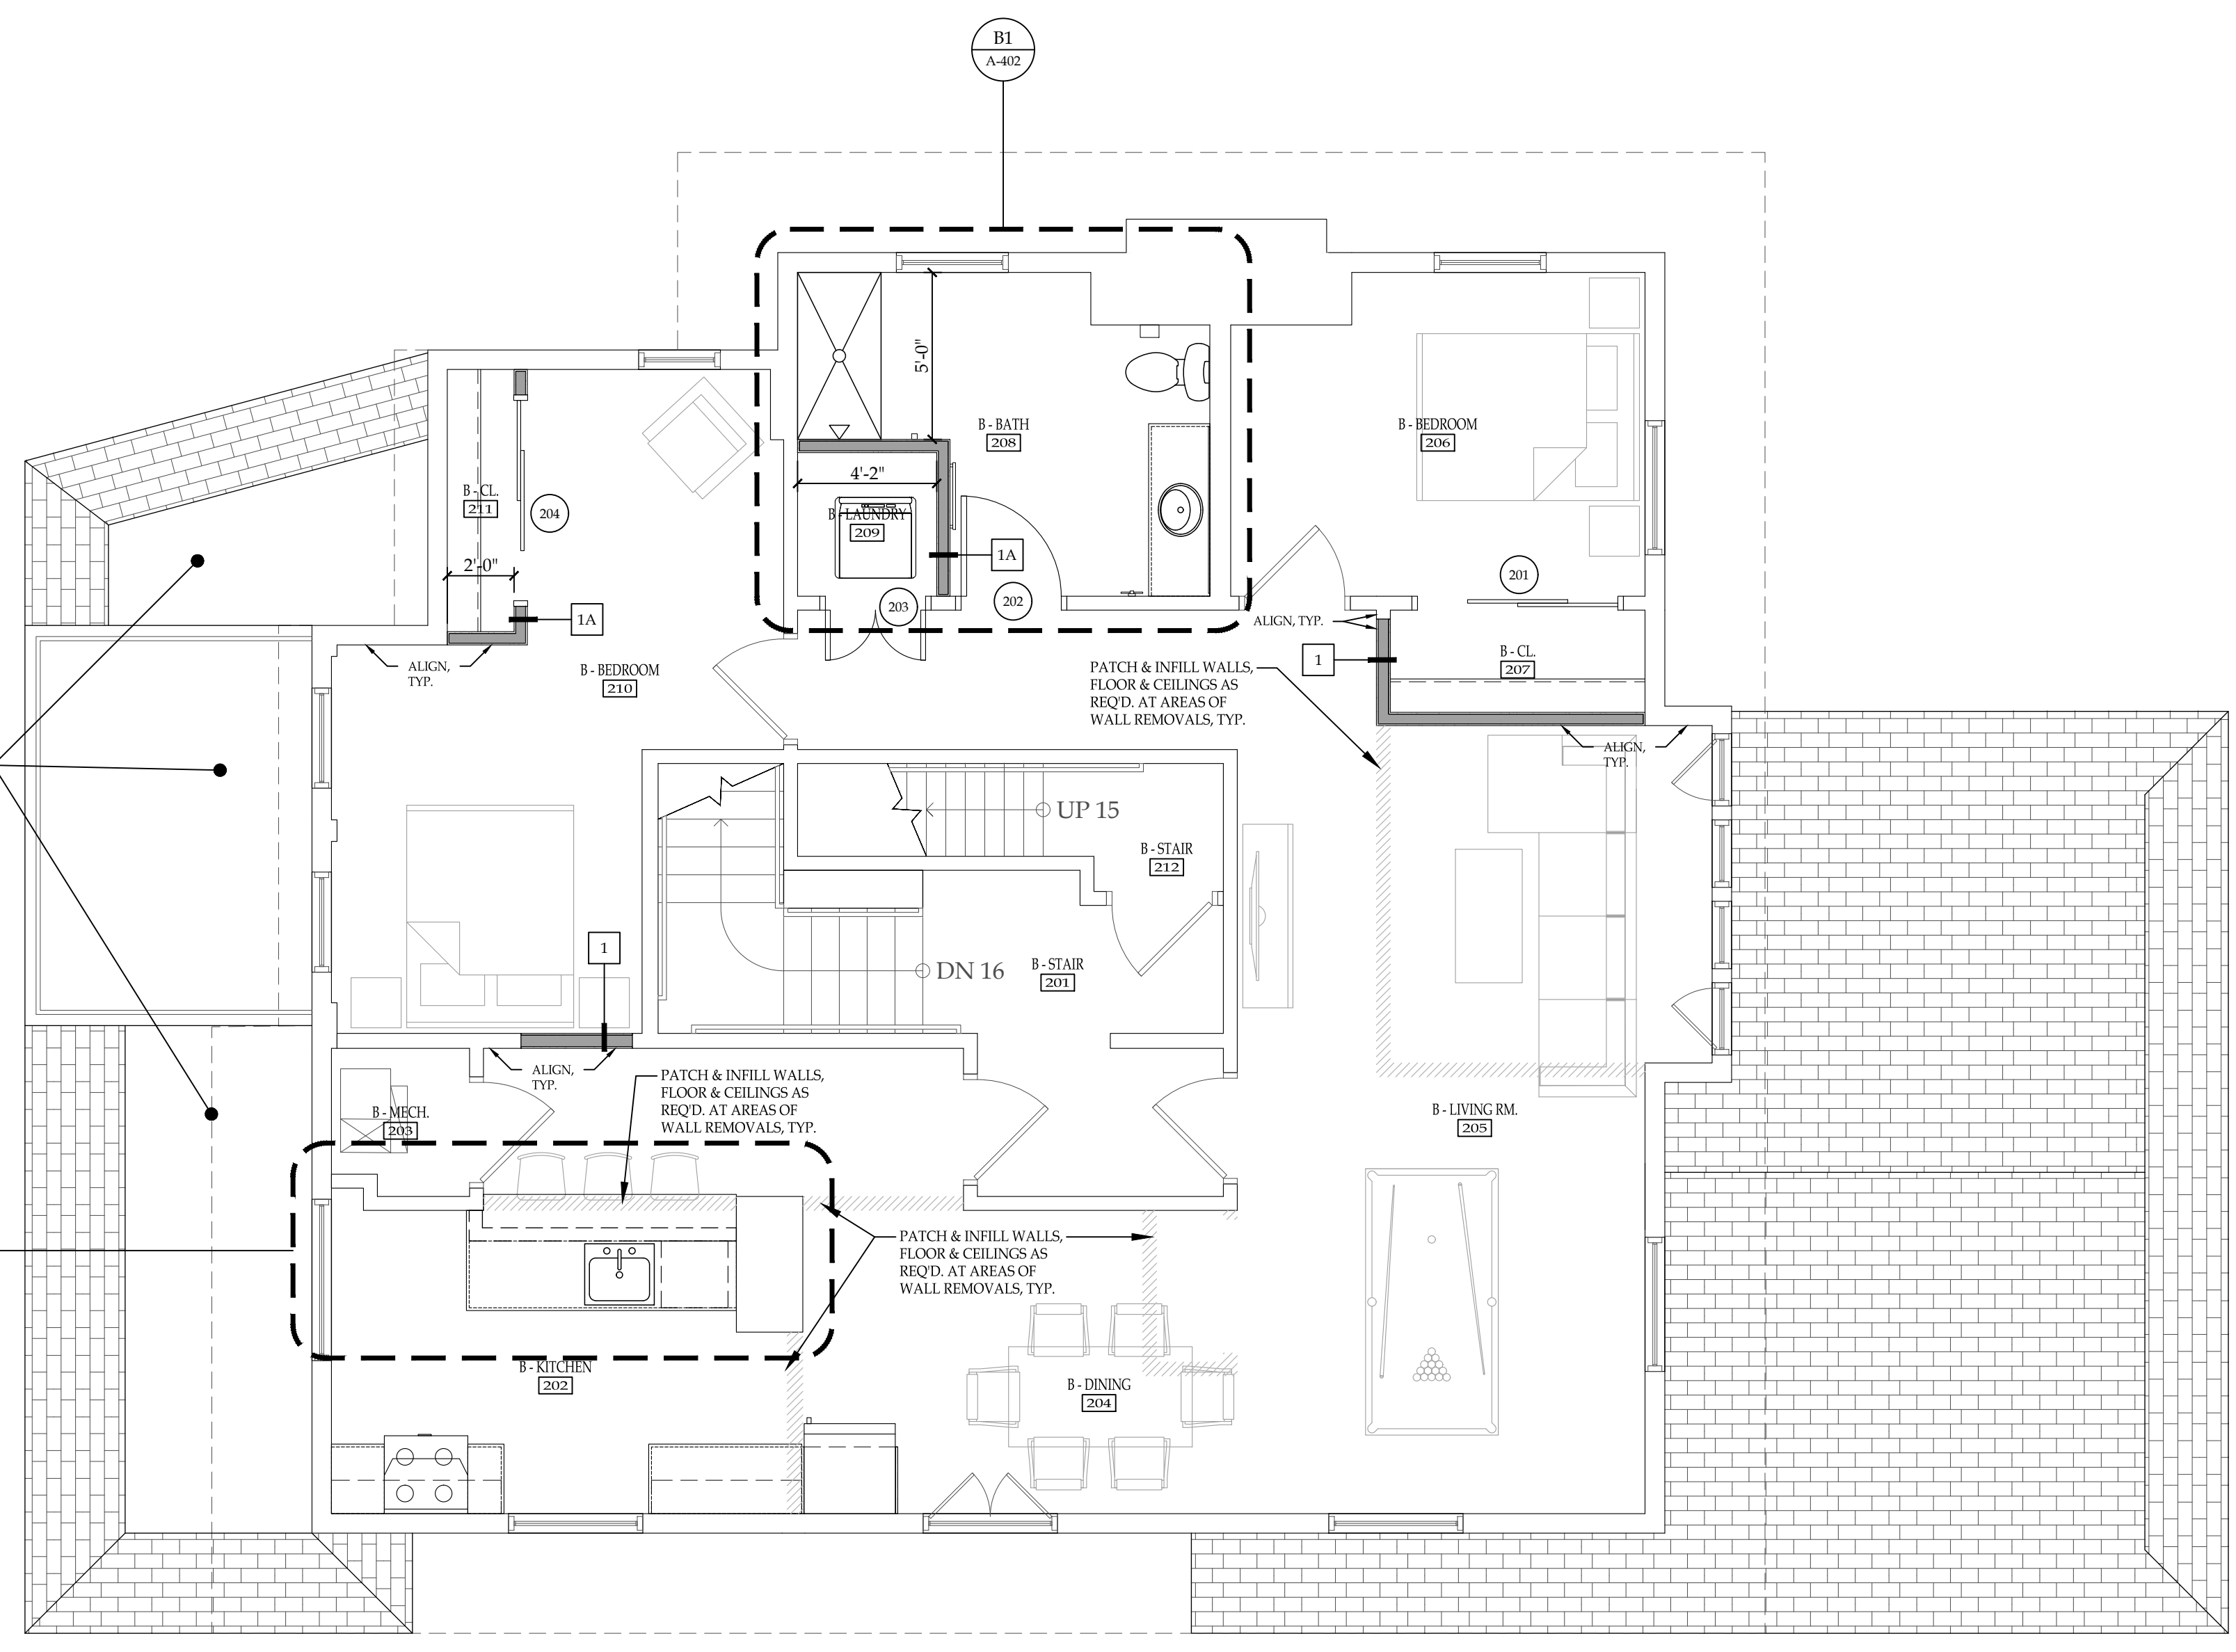 B1
A-402
5'-0"
B - BATH
208
B - BEDROOM
206
4'-2"
B - CL.
211
204
B - LAUNDRY
209
1A
2'-0"
201
203
202
1A
ALIGN, TYP.
ALIGN,
TYP.
B - BEDROOM
210
1
B - CL.
207
PATCH & INFILL WALLS,
FLOOR & CEILINGS AS
REQ'D. AT AREAS OF
WALL REMOVALS, TYP.
ALIGN,
TYP.
UP 15
B - STAIR
212
1
DN 16
B - STAIR
201
ALIGN,
TYP.
PATCH & INFILL WALLS,
FLOOR & CEILINGS AS
REQ'D. AT AREAS OF
WALL REMOVALS, TYP.
B - MECH.
203
B - LIVING RM.
205
PATCH & INFILL WALLS,
FLOOR & CEILINGS AS
REQ'D. AT AREAS OF
WALL REMOVALS, TYP.
B - KITCHEN
202
B - DINING
204